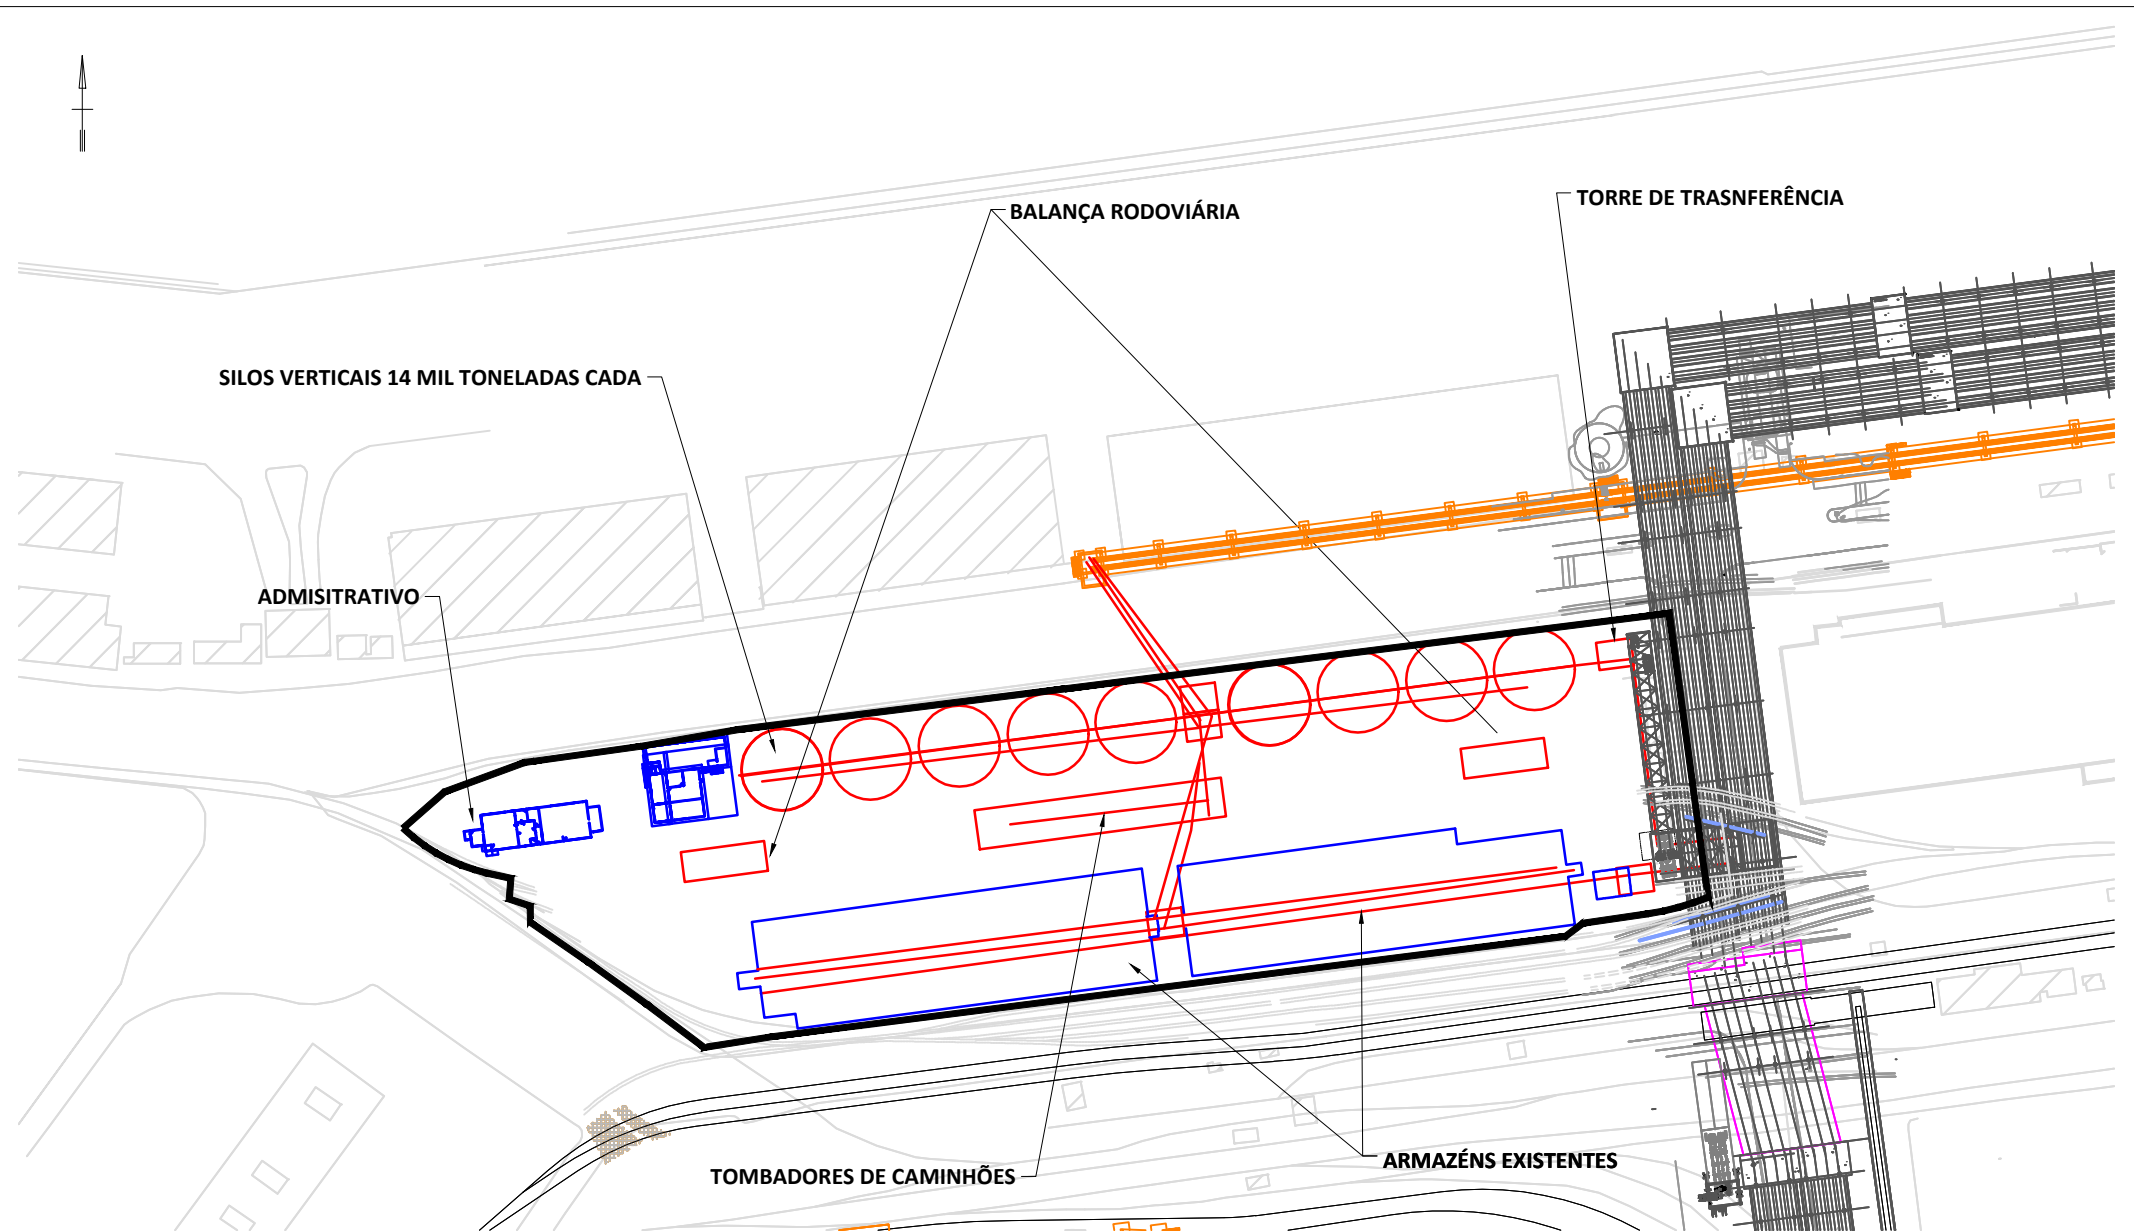 TORRE DE TRASNFERÊNCIA
BALANÇA RODOVIÁRIA
SILOS VERTICAIS 14 MIL TONELADAS CADA
ADMISITRATIVO
ARMAZÉNS EXISTENTES
TOMBADORES DE CAMINHÕES